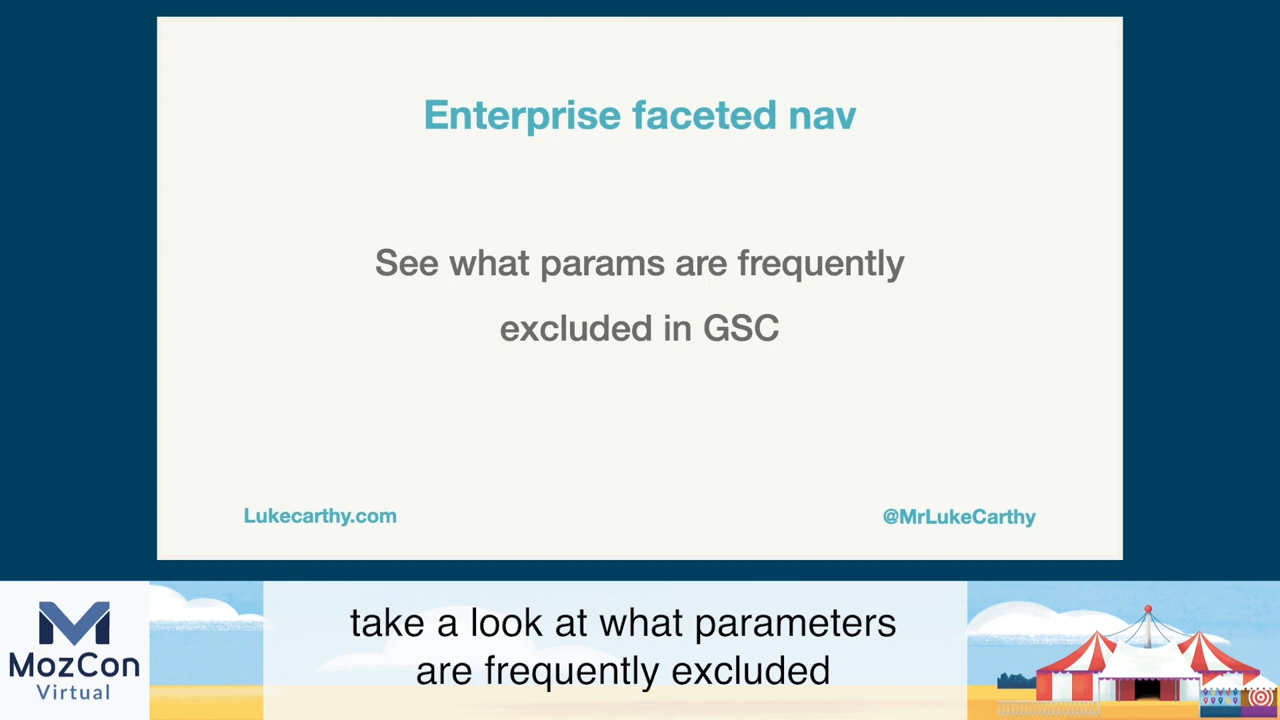 Enterprise faceted nav
See what params are frequently
excluded in GSC
Lukecarthy.com
@MrLukeCarthy
MozCon
Virtual
take a look at what parameters
are frequently excluded